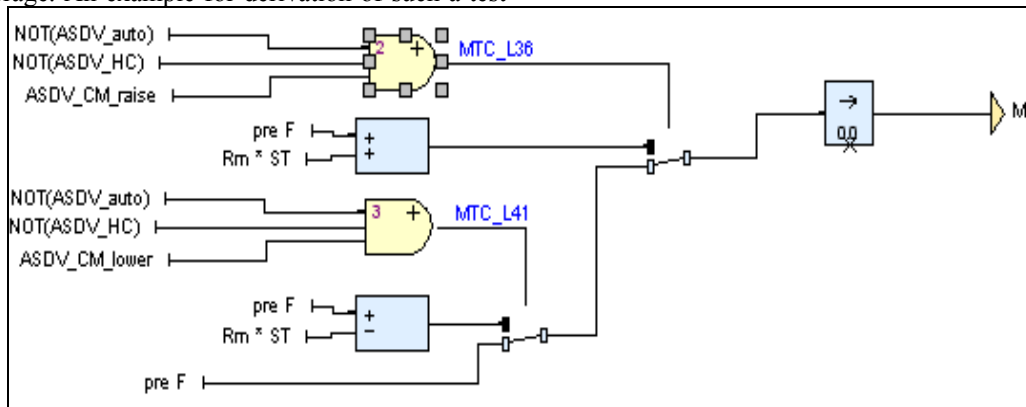 age. An example for derivation of such a test
NOT(ASDV_auto)
NOT(ASDV_HC)
ASDV_CM_raise
2
+
MTC_L36
pre F
Rm * ST
+
+
NOT(ASDV_auto)
NOT(ASDV_HC)
ASDV_CM_lower
3
+
MTC_L41
pre F
Rm * ST
+
−
pre F
0.0
M